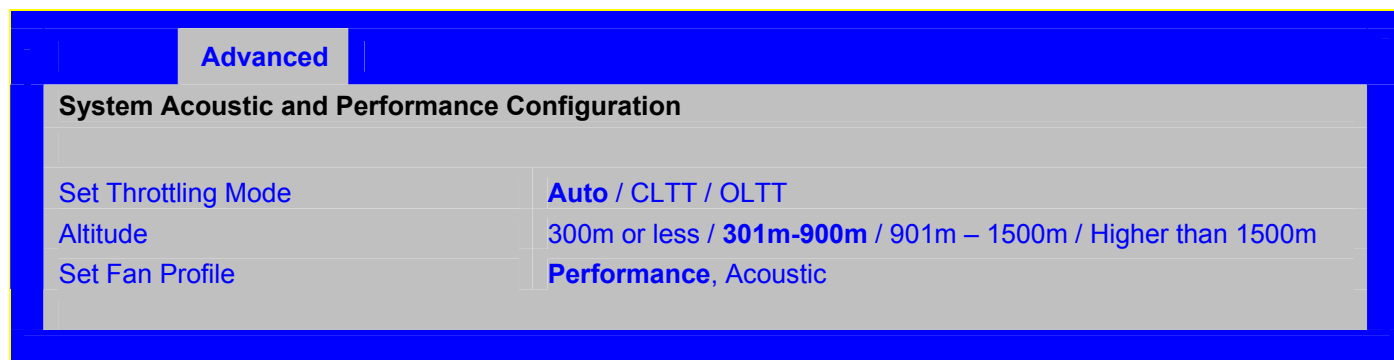 Advanced
System Acoustic and Performance Configuration
Set Throttling Mode Auto / CLTT / OLTT
Altitude 300m or less / 301m-900m / 901m – 1500m / Higher than 1500m
Set Fan Profile Performance, Acoustic